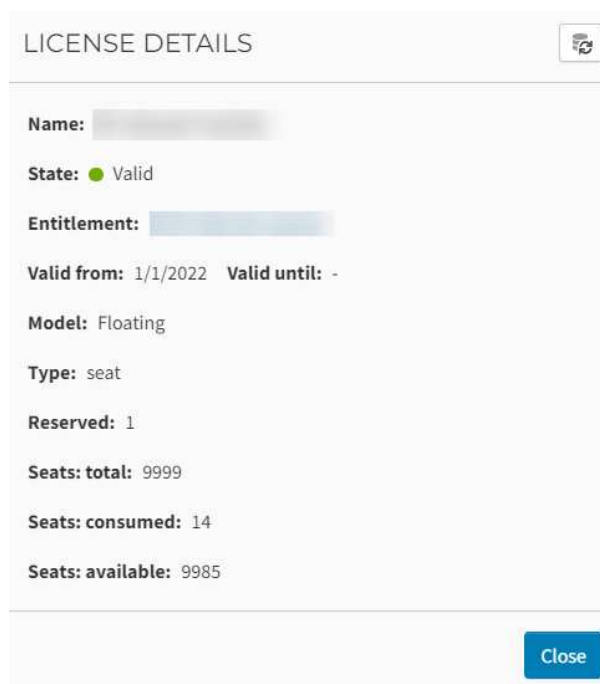 LICENSE DETAILS
Name:
State: Valid
Entitlement:
Valid from: 1/1/2022 Valid until: -
Model: Floating
Type: seat
Reserved: 1
Seats: total: 9999
Seats: consumed: 14
Seats: available: 9985
Close